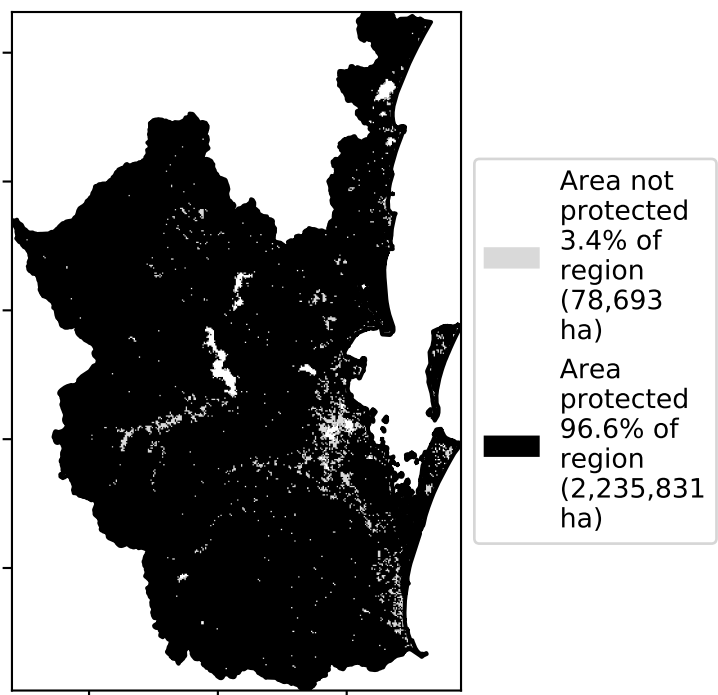 Area not
protected
3.4% of
region
(78,693
ha)
Area
protected
96.6% of
region
(2,235,831
ha)